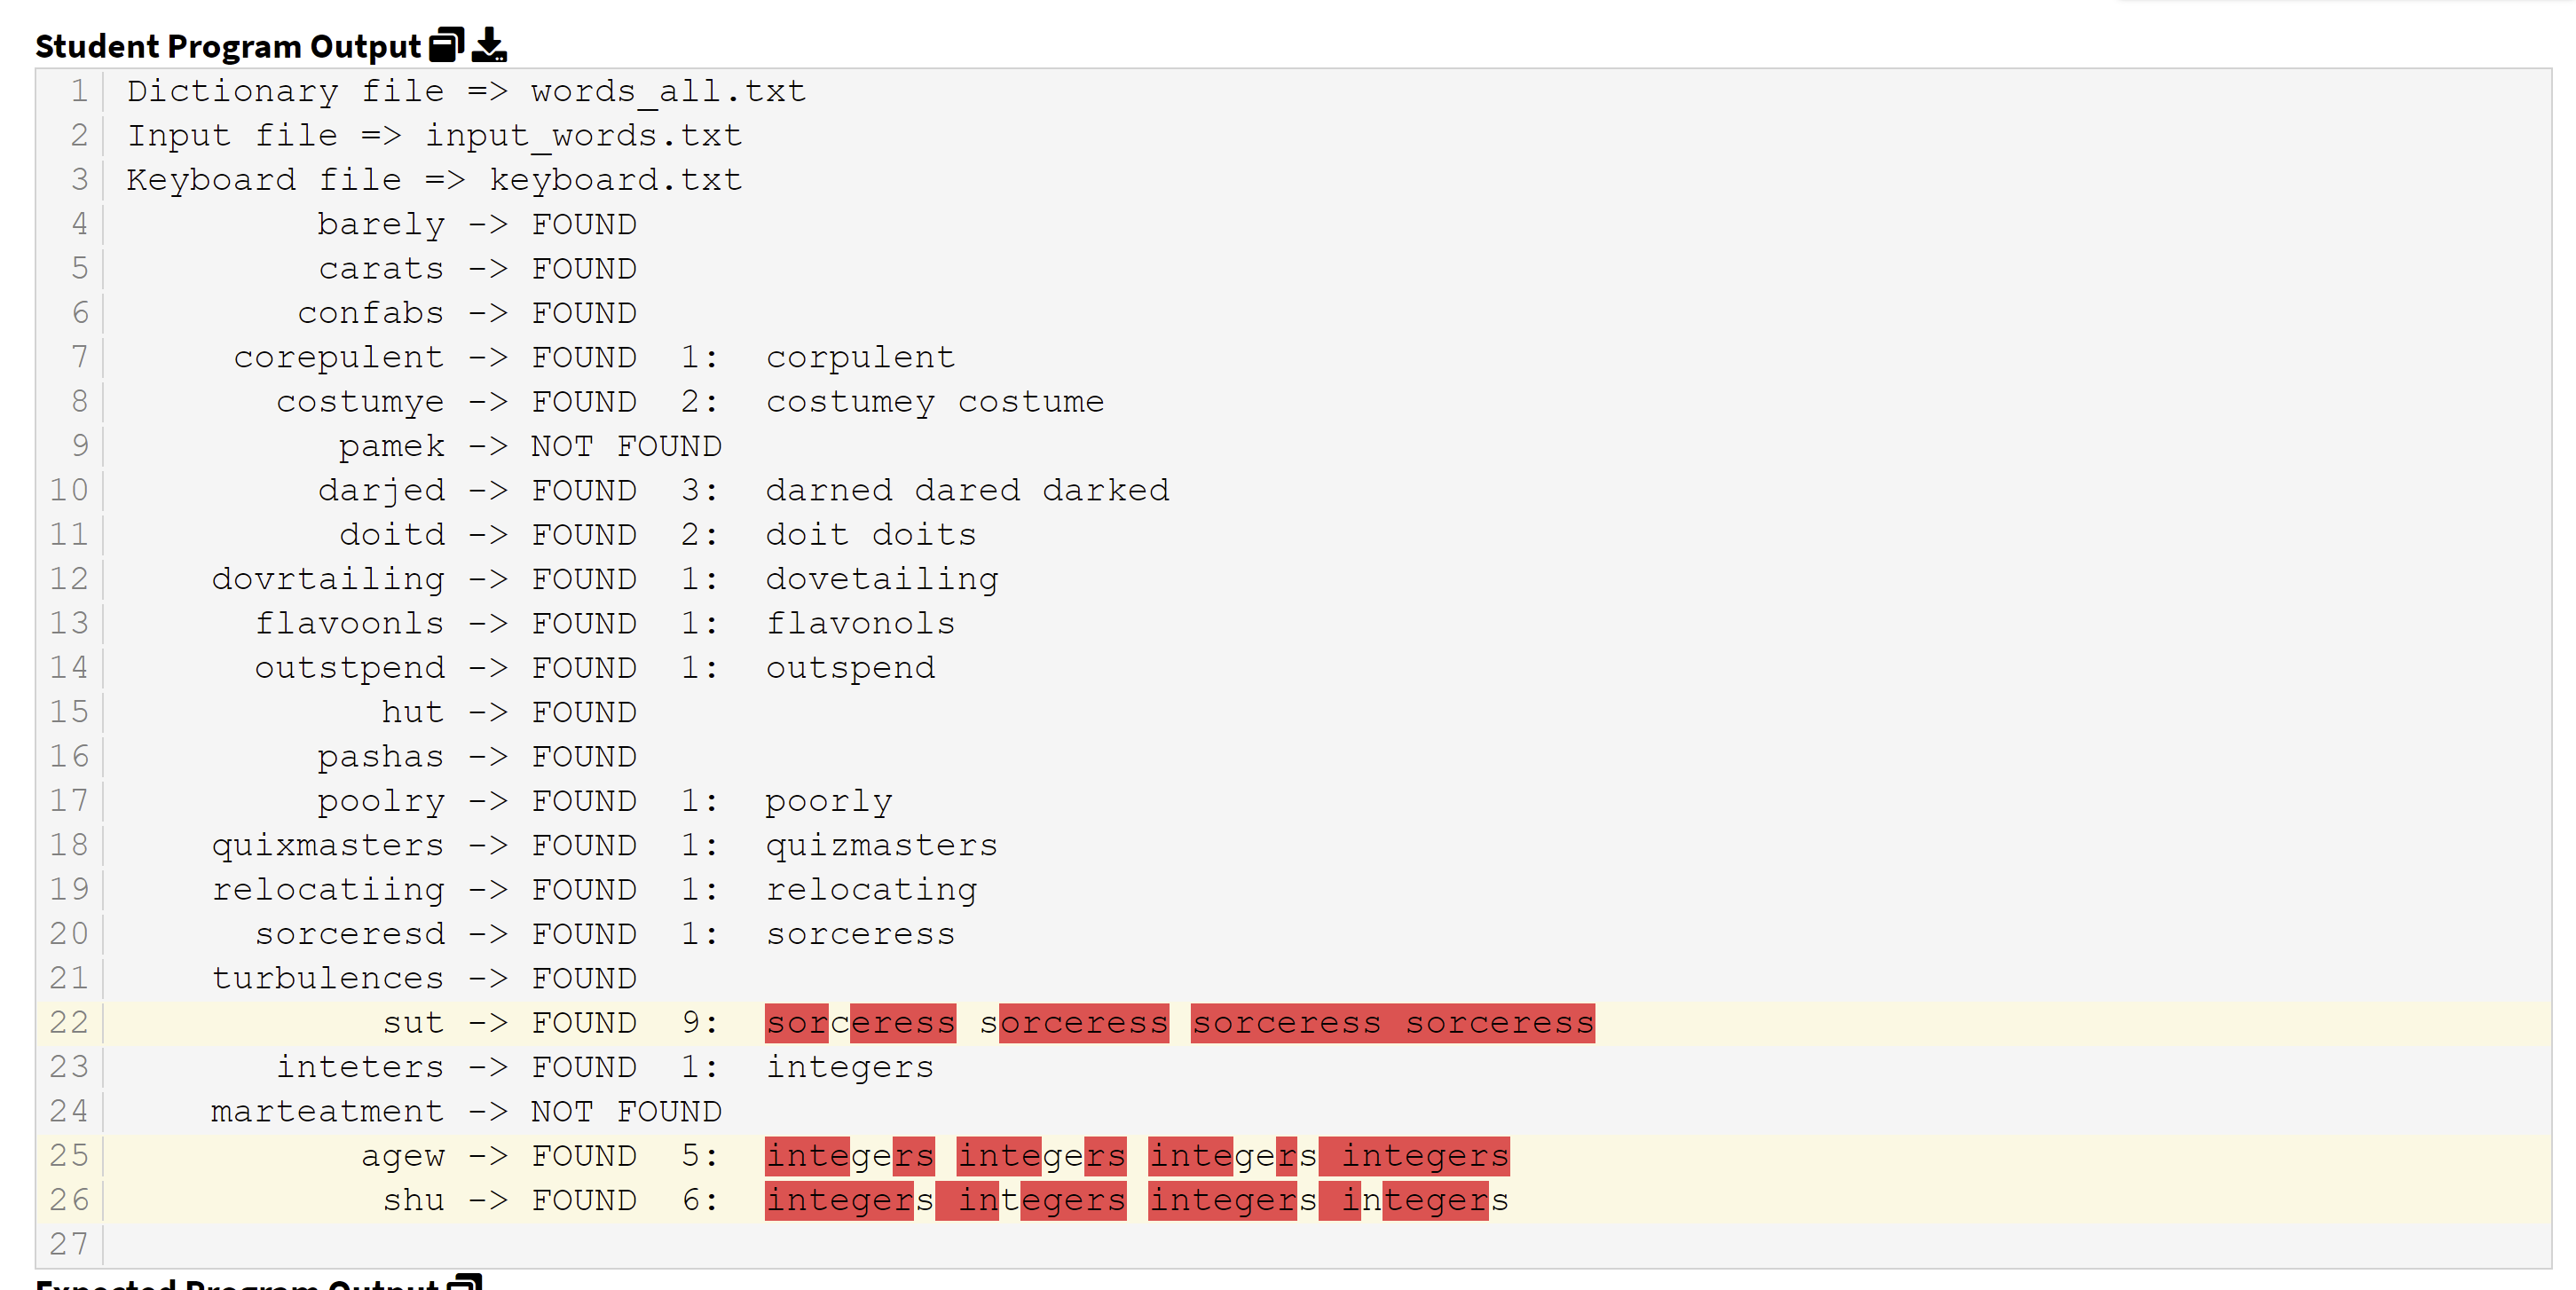 Student Program Output
1 Dictionary file => words_all.txt
2 Input file => input_words.txt
3 Keyboard file => keyboard.txt
4 barely -> FOUND
5 carats -> FOUND
6 confabs -> FOUND
7 corepulent -> FOUND 1: corpulent
8 costumye -> FOUND 2: costumey costume
9 pamek -> NOT FOUND
10 darjed -> FOUND 3: darned dared darked
11 doitd -> FOUND 2: doit doits
12 dovrtailing -> FOUND 1: dovetailing
13 flavoonls -> FOUND 1: flavonols
14 outstpend -> FOUND 1: outspend
15 hut -> FOUND
16 pashas -> FOUND
17 poolry -> FOUND 1: poorly
18 quixmasters -> FOUND 1: quizmasters
19 relocatiing -> FOUND 1: relocating
20 sorceresd -> FOUND 1: sorceress
21 turbulences -> FOUND
22 sut -> FOUND 9: sorceress sorceress sorceress sorceress
23 inteters -> FOUND 1: integers
24 marteatment -> NOT FOUND
25 agew -> FOUND 5: integers integers integers integers
26 shu -> FOUND 6: integers integers integers integers
27
Expected Program Output